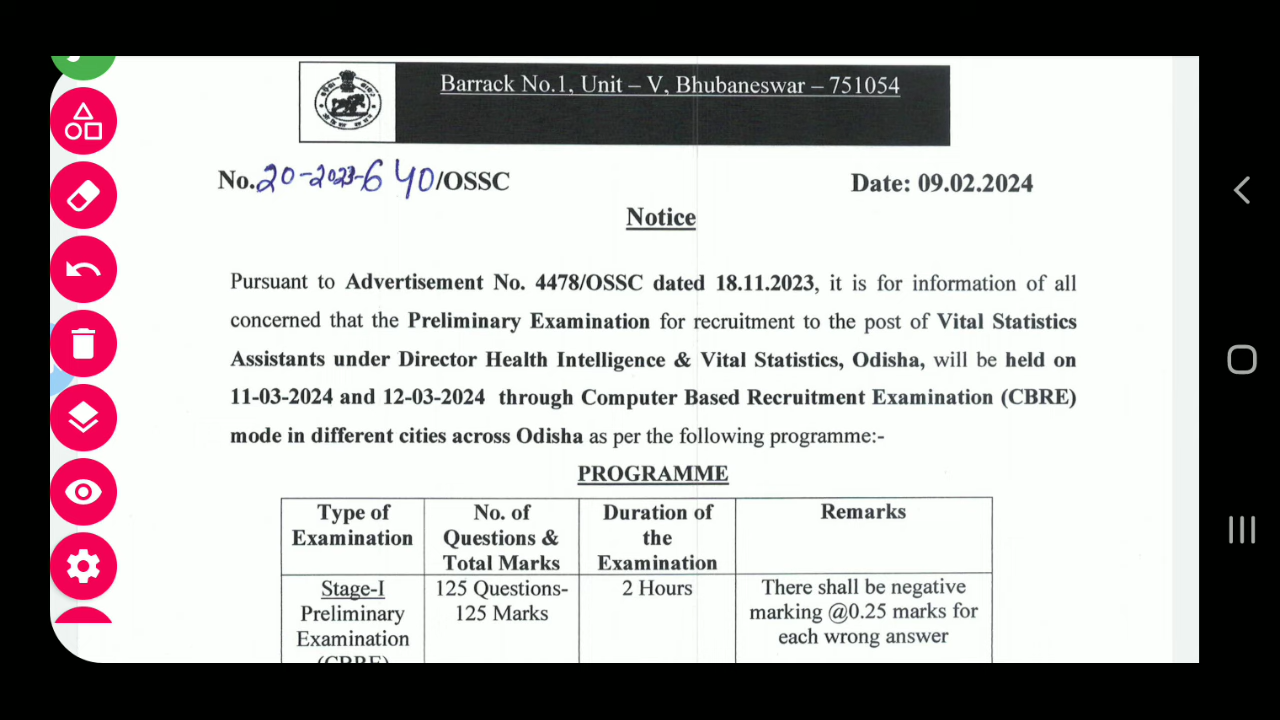 Barrack No.1, Unit – V, Bhubaneswar – 751054
No.20-2023-640/OSSC Date: 09.02.2024
Notice
Pursuant to Advertisement No. 4478/OSSC dated 18.11.2023, it is for information of all
concerned that the Preliminary Examination for recruitment to the post of Vital Statistics
Assistants under Director Health Intelligence & Vital Statistics, Odisha, will be held on
11-03-2024 and 12-03-2024 through Computer Based Recruitment Examination (CBRE)
mode in different cities across Odisha as per the following programme:-
PROGRAMME
Type of Examination No. of Questions & Total Marks Duration of the Examination Remarks
Stage-I 125 Questions- 2 Hours There shall be negative
Preliminary 125 Marks marking @0.25 marks for
Examination each wrong answer
(CBRE)